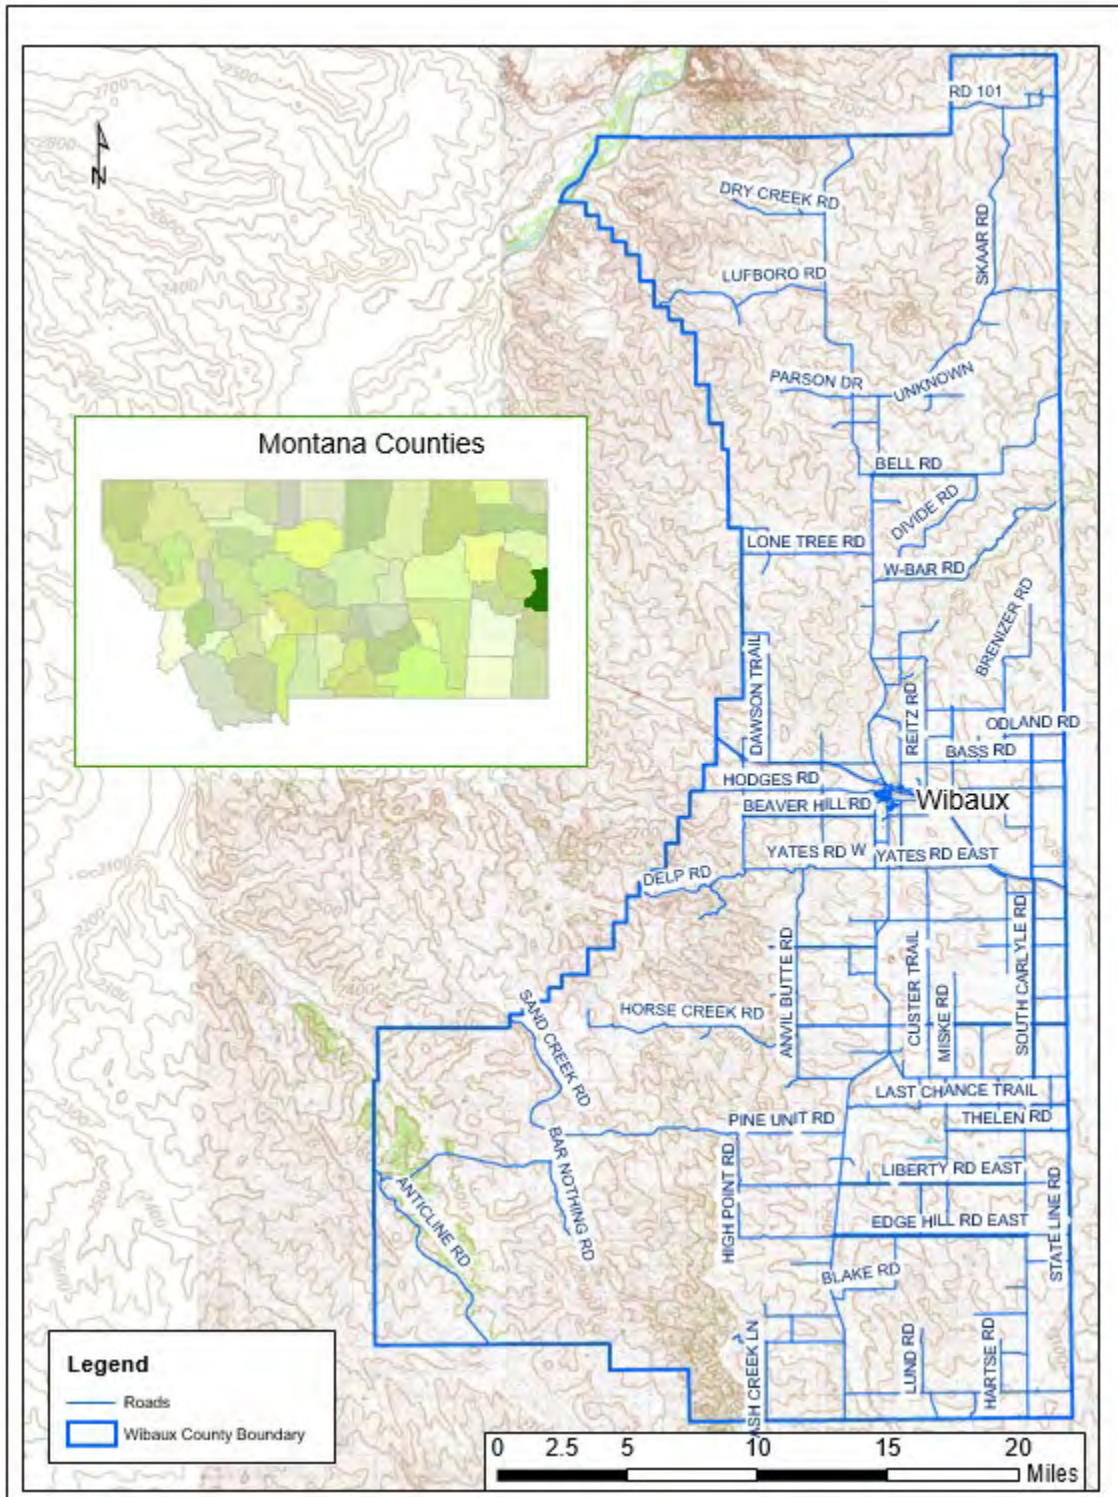 RD 101
N
DRY CREEK RD
SKAAR RD
LUFBORO RD
PARSON DR
UNKNOWN
Montana Counties
BELL RD
DIVIDE RD
LONE TREE RD
W-BAR RD
BRENIZER RD
DAWSON TRAIL
REITZ RD
ODLAND RD
BASS RD
HODGES RD
Wibaux
BEAVER HILL RD
YATES RD W
YATES RD EAST
DELP RD
ANVIL BUTTE RD
CUSTER TRAIL
MISKE RD
SOUTH CARLYLE RD
SAND CREEK RD
HORSE CREEK RD
LAST CHANCE TRAIL
PINE UNIT RD
THELEN RD
BAR NOTHING RD
HIGH POINT RD
LIBERTY RD EAST
ANTICLINE RD
EDGE HILL RD EAST
STATE LINE RD
BLAKE RD
ASH CREEK LN
LUND RD
HARTSE RD
Legend
Roads
Wibaux County Boundary
0 2.5 5 10 15 20
Miles